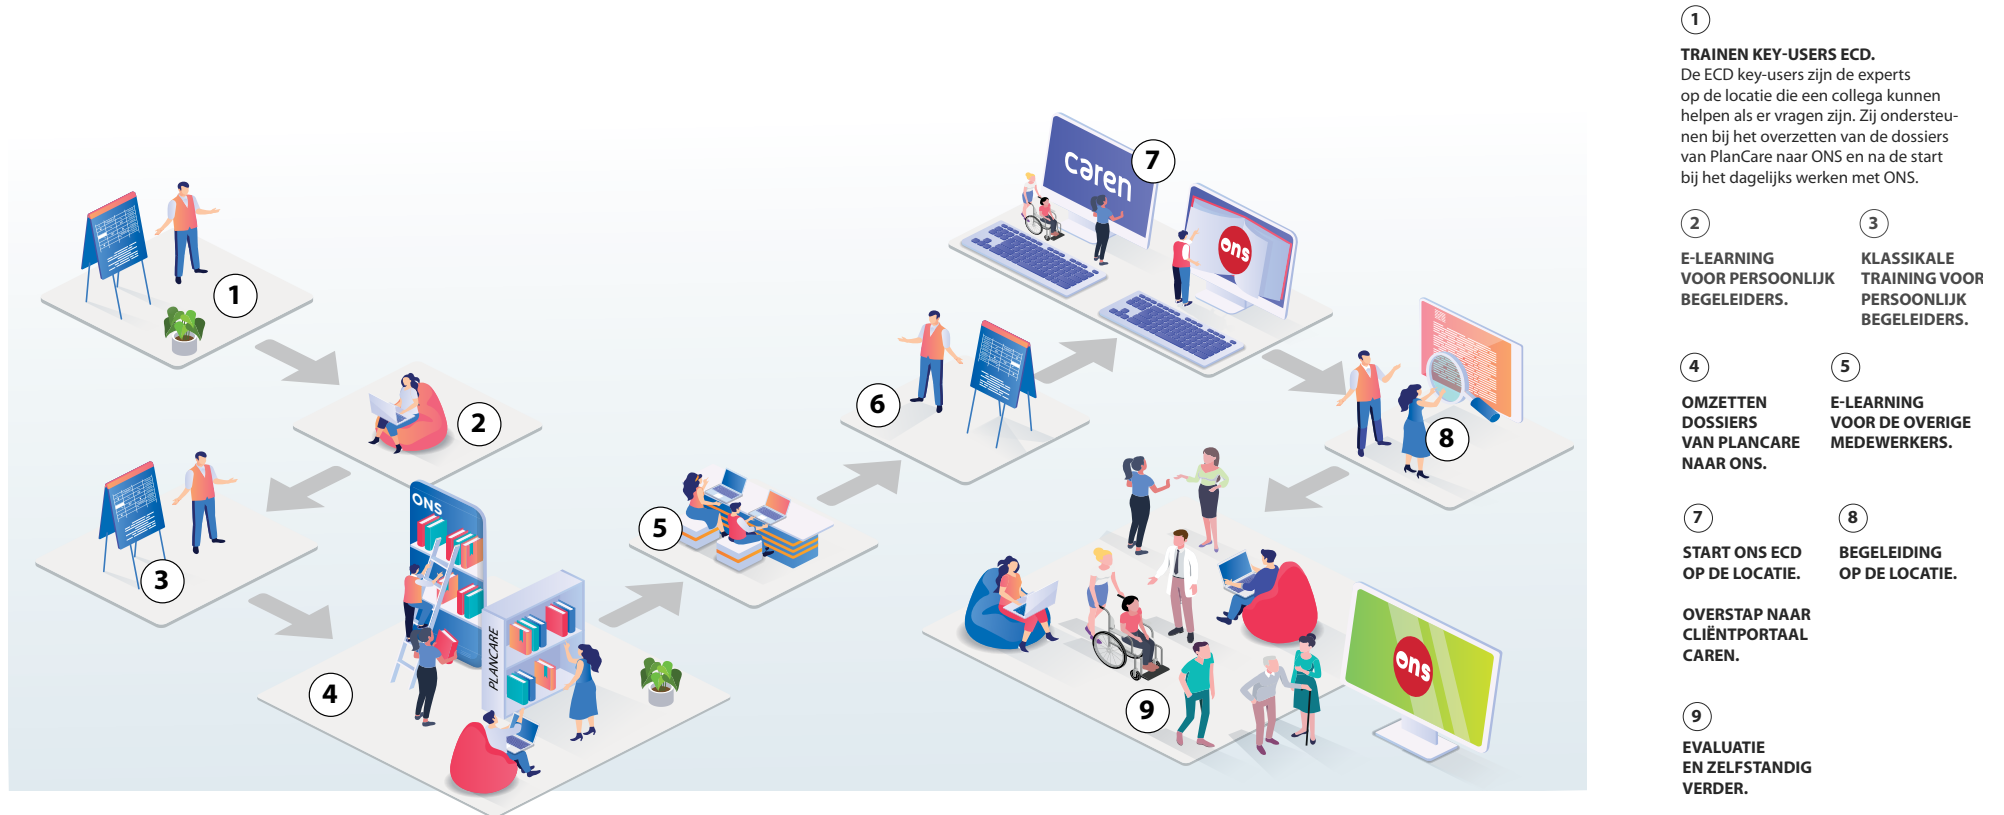 1
2
3
4
ONS
PLANCARE
5
6
caren
7
ons
8
9
ons
1
TRAINEN KEY-USERS ECD.
De ECD key-users zijn de experts
op de locatie die een collega kunnen
helpen als er vragen zijn. Zij ondersteu-
nen bij het overzetten van de dossiers
van PlanCare naar ONS en na de start
bij het dagelijks werken met ONS.
2
E-LEARNING
VOOR PERSOONLIJK
BEGELEIDERS.
3
KLASSIKALE
TRAINING VOOR
PERSOONLIJK
BEGELEIDERS.
4
OMZETTEN
DOSSIERS
VAN PLANCARE
NAAR ONS.
5
E-LEARNING
VOOR DE OVERIGE
MEDEWERKERS.
7
START ONS ECD
OP DE LOCATIE.
OVERSTAP NAAR
CLIËNTPORTAAL
CAREN.
8
BEGELEIDING
OP DE LOCATIE.
9
EVALUATIE
EN ZELFSTANDIG
VERDER.